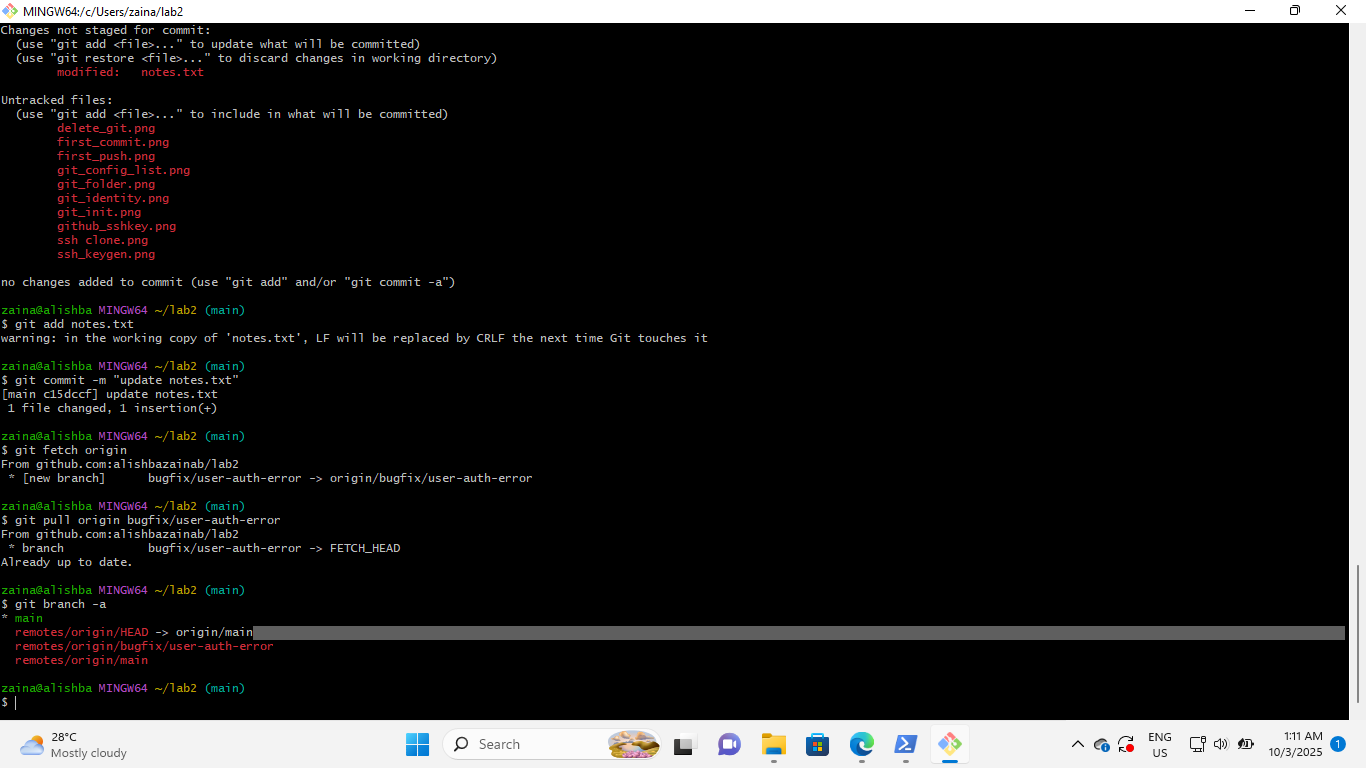 MINGW64:/c/Users/zaina/lab2
Changes not staged for commit:
  (use "git add <file>..." to update what will be committed)
  (use "git restore <file>..." to discard changes in working directory)
        modified:   notes.txt
Untracked files:
  (use "git add <file>..." to include in what will be committed)
        delete_git.png
        first_commit.png
        first_push.png
        git_config_list.png
        git_folder.png
        git_identity.png
        git_init.png
        github_sshkey.png
        ssh clone.png
        ssh_keygen.png
no changes added to commit (use "git add" and/or "git commit -a")
zaina@alishba MINGW64 ~/lab2 (main)
$ git add notes.txt
warning: in the working copy of 'notes.txt', LF will be replaced by CRLF the next time Git touches it
zaina@alishba MINGW64 ~/lab2 (main)
$ git commit -m "update notes.txt"
[main c15dccf] update notes.txt
 1 file changed, 1 insertion(+)
zaina@alishba MINGW64 ~/lab2 (main)
$ git fetch origin
From github.com:alishbazainab/lab2
 * [new branch]      bugfix/user-auth-error -> origin/bugfix/user-auth-error
zaina@alishba MINGW64 ~/lab2 (main)
$ git pull origin bugfix/user-auth-error
From github.com:alishbazainab/lab2
 * branch            bugfix/user-auth-error -> FETCH_HEAD
Already up to date.
zaina@alishba MINGW64 ~/lab2 (main)
$ git branch -a
* main
  remotes/origin/HEAD -> origin/main
  remotes/origin/bugfix/user-auth-error
  remotes/origin/main
zaina@alishba MINGW64 ~/lab2 (main)
$
28°C
Mostly cloudy
Search
ENG
US
1:11 AM
10/3/2025
1